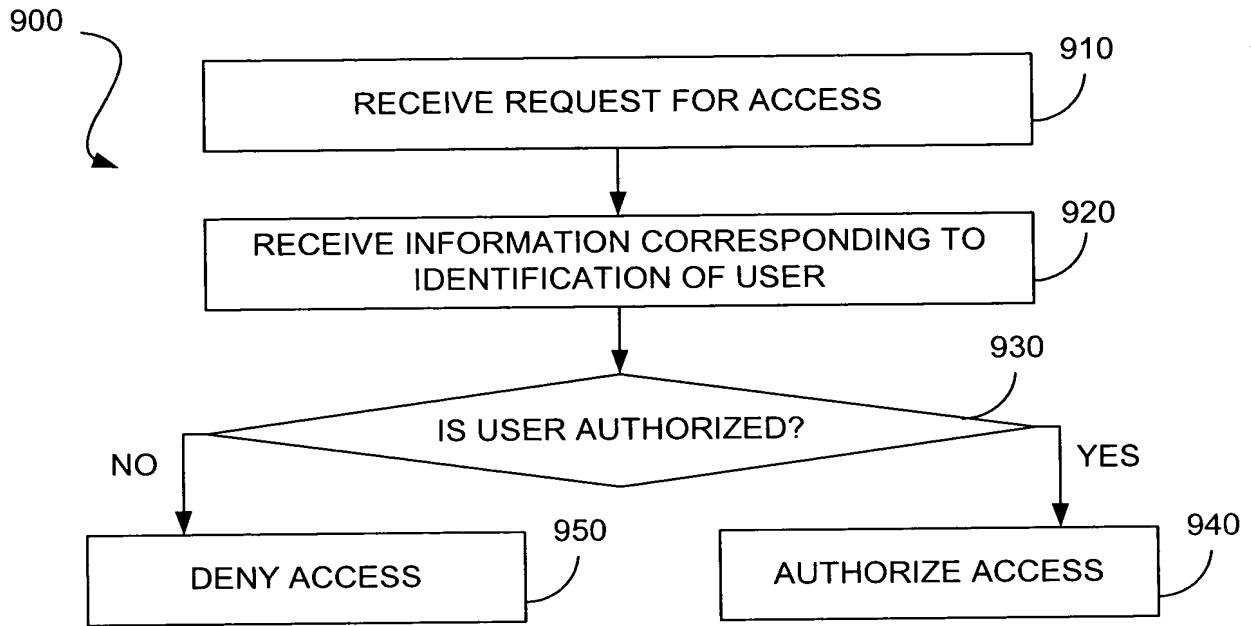 900
910
RECEIVE REQUEST FOR ACCESS
920
RECEIVE INFORMATION CORRESPONDING TO
IDENTIFICATION OF USER
930
IS USER AUTHORIZED?
NO
YES
950
940
DENY ACCESS
AUTHORIZE ACCESS